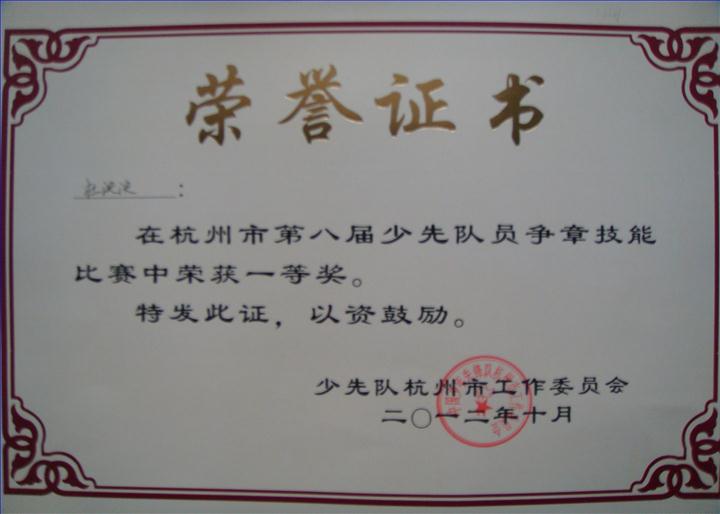 荣誉证书
：
在杭州市第八届少先队员争章技能
比赛中荣获一等奖。
特发此证，以资鼓励。
少先队杭州市工作委员会
二〇一二年十月